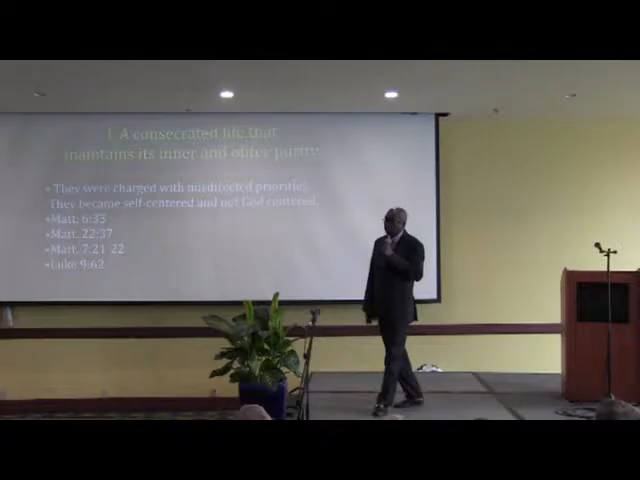 I. A consecrated life that
maintains its inner and outer purity.
• They were charged with misdirected priorities.
They became self-centered and not God centered.
•Matt. 6:33
•Matt. 22:37
•Matt. 7:21-22
•Luke 9:62